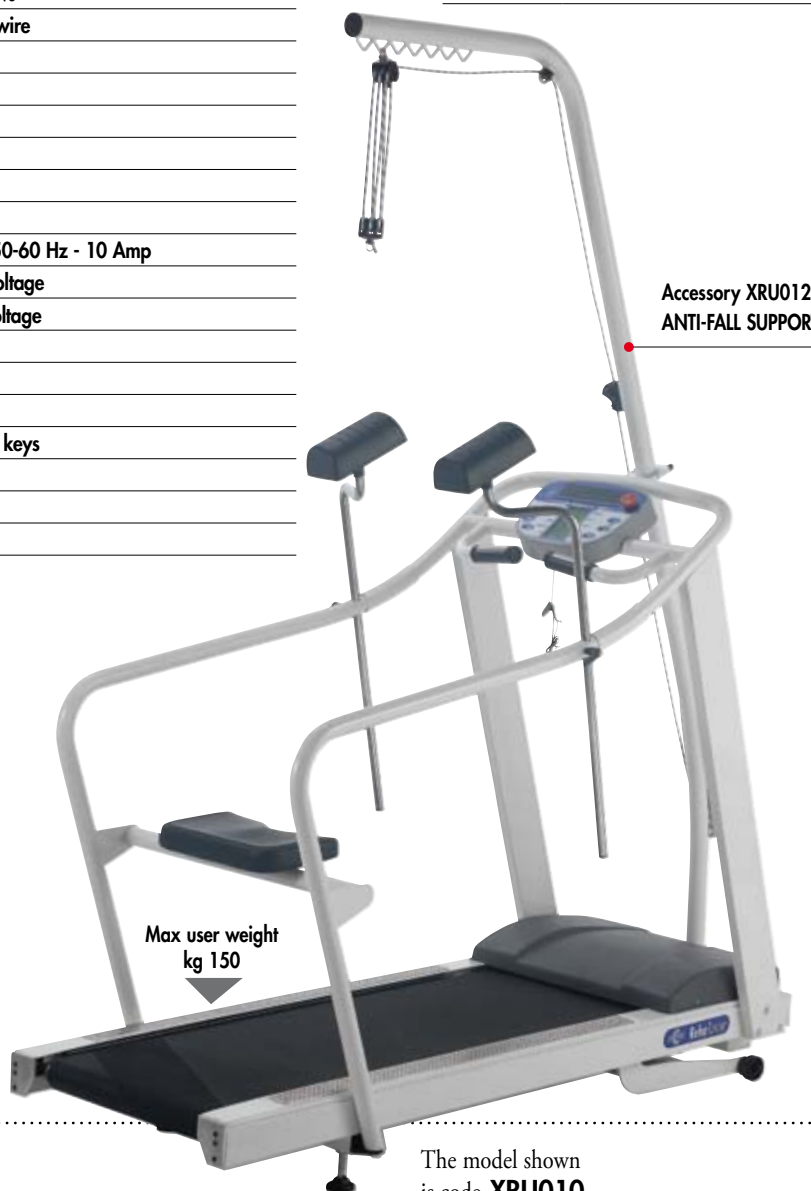 wire
50-60 Hz - 10 Amp
oltage
oltage
keys
Accessory XRU012
ANTI-FALL SUPPOR
Max user weight
kg 150
The model shown
is code XRU010